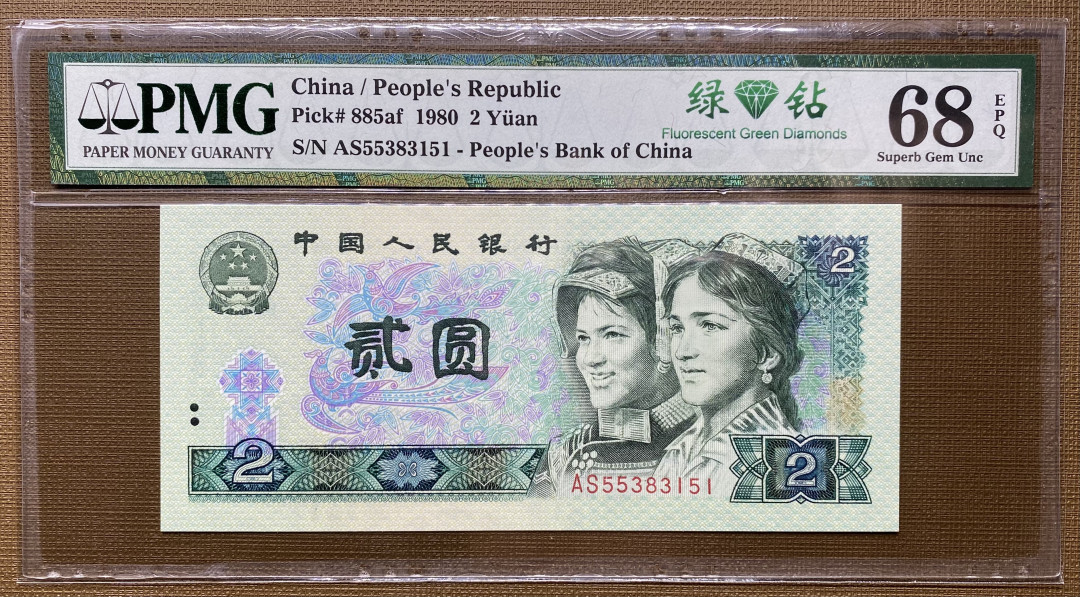 PMG
PAPER MONEY GUARANTY
China / People's Republic
Pick# 885af 1980 2 Yüan
S/N AS55383151 - People's Bank of China
绿 钻
Fluorescent Green Diamonds
68
EPQ
Superb Gem Unc
中国人民银行
2
贰圆
2
2
AS55383151